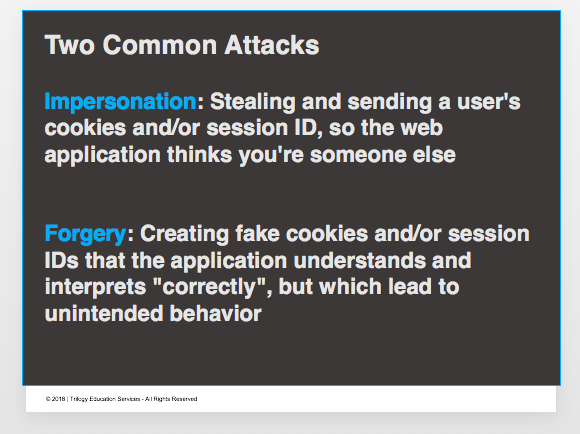 Two Common Attacks
Impersonation: Stealing and sending a user's
cookies and/or session ID, so the web
application thinks you're someone else
Forgery: Creating fake cookies and/or session
IDs that the application understands and
interprets "correctly", but which lead to
unintended behavior
© 2016 | Trilogy Education Services - All Rights Reserved